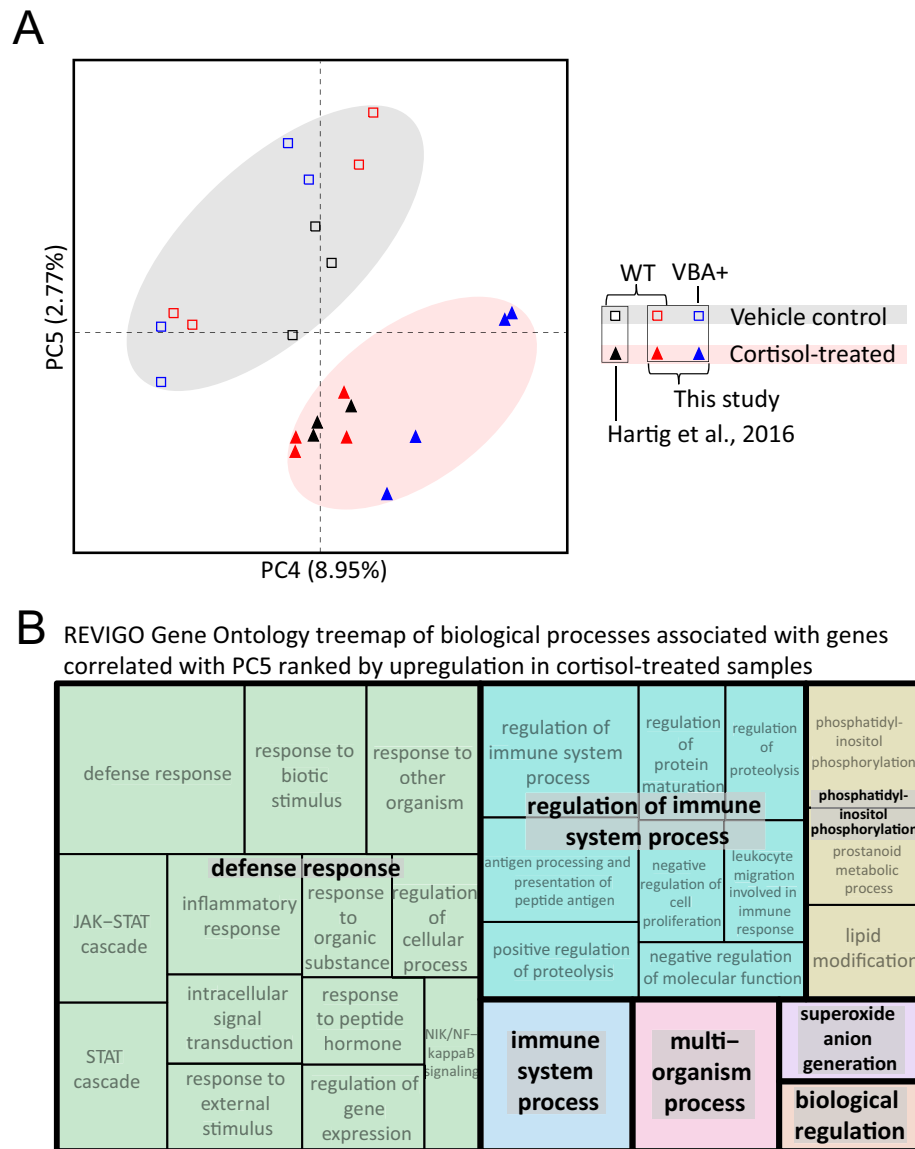 A
PC5 (2.77%)
PC4 (8.95%)
WT
VBA+
Vehicle control
Cortisol-treated
This study
Hartig et al., 2016
B
REVIGO Gene Ontology treemap of biological processes associated with genes
correlated with PC5 ranked by upregulation in cortisol-treated samples
defense response
response to
biotic
stimulus
response to
other
organism
defense response
JAK–STAT
cascade
inflammatory
response
response
to
organic
substance
regulation
of
cellular
process
STAT
cascade
intracellular
signal
transduction
response
to peptide
hormone
NIK/NF–
kappaB
signaling
response to
external
stimulus
regulation of
gene
expression
regulation of
immune system
process
regulation
of
protein
maturation
regulation
of
proteolysis
regulation of immune
system process
antigen processing and
presentation of
peptide antigen
negative
regulation of
cell
proliferation
leukocyte
migration
involved in
immune
response
positive regulation
of proteolysis
negative regulation
of molecular function
phosphatidyl-
inositol
phosphorylation
phosphatidyl-
inositol
phosphorylation
prostanoid
metabolic
process
lipid
modification
immune
system
process
multi–
organism
process
superoxide
anion
generation
biological
regulation